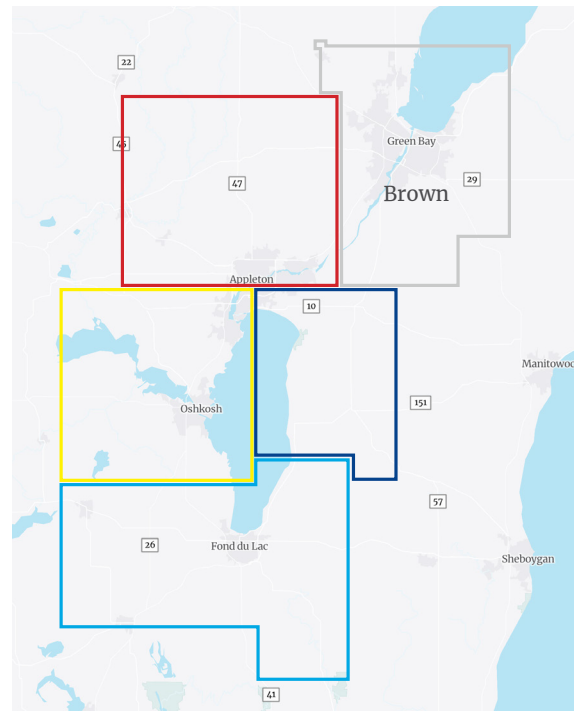 22
45
Green Bay
47
29
Brown
Appleton
10
Manitowoc
Oshkosh
151
57
26
Fond du Lac
Sheboygan
41